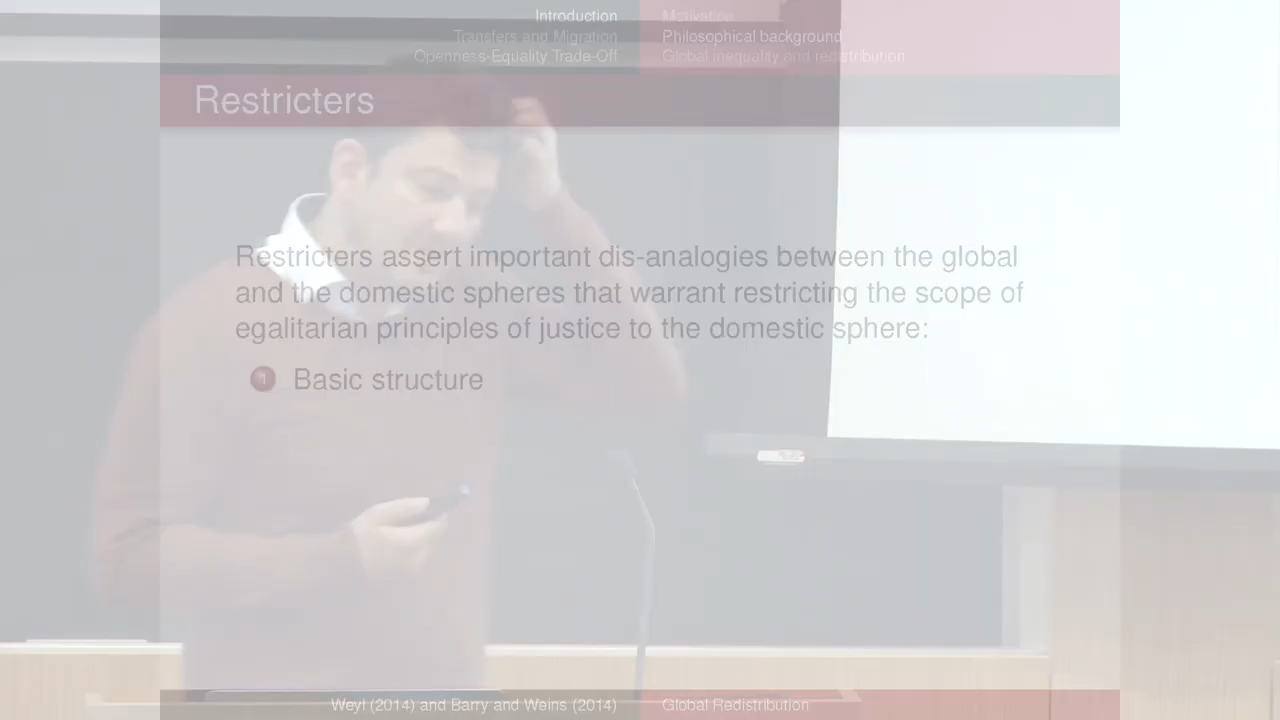 Introduction
Transfers and Migration
Openness-Equality Trade-Off
Motivation
Philosophical background
Global inequality and redistribution
Restricters
Restricters assert important dis-analogies between the global
and the domestic spheres that warrant restricting the scope of
egalitarian principles of justice to the domestic sphere:
1 Basic structure
Weyl (2014) and Barry and Weins (2014)
Global Redistribution